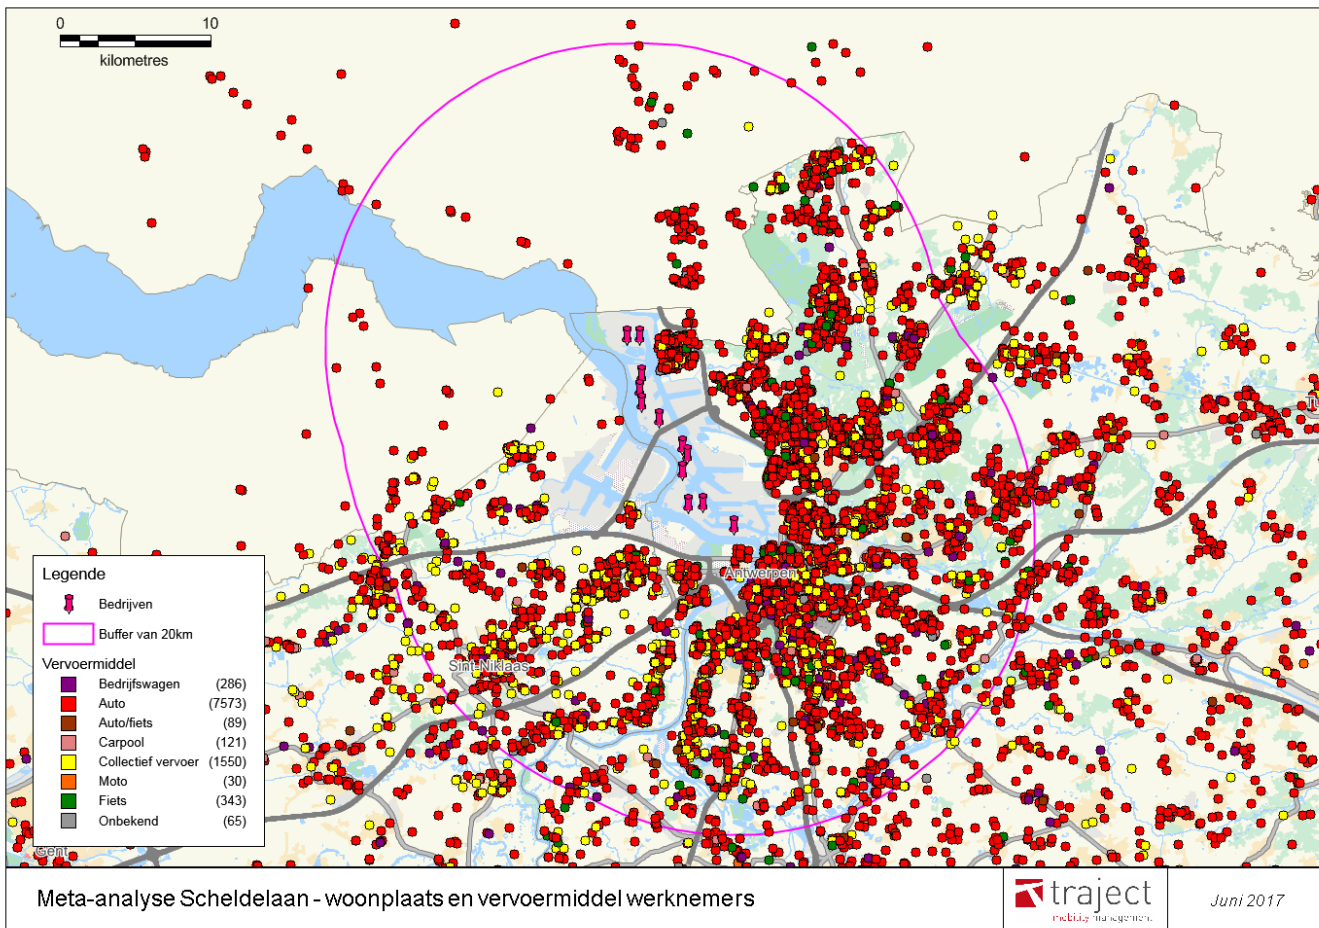 0 10
kilometres
Antwerpen
Sint-Niklaas
Gent
Legende
Bedrijven
Buffer van 20km
Vervoermiddel
Bedrijfswagen (286)
Auto (7573)
Auto/fiets (89)
Carpool (121)
Collectief vervoer (1550)
Moto (30)
Fiets (343)
Onbekend (65)
Meta-analyse Scheldelaan - woonplaats en vervoermiddel werknemers
traject
mobility management
Juni 2017